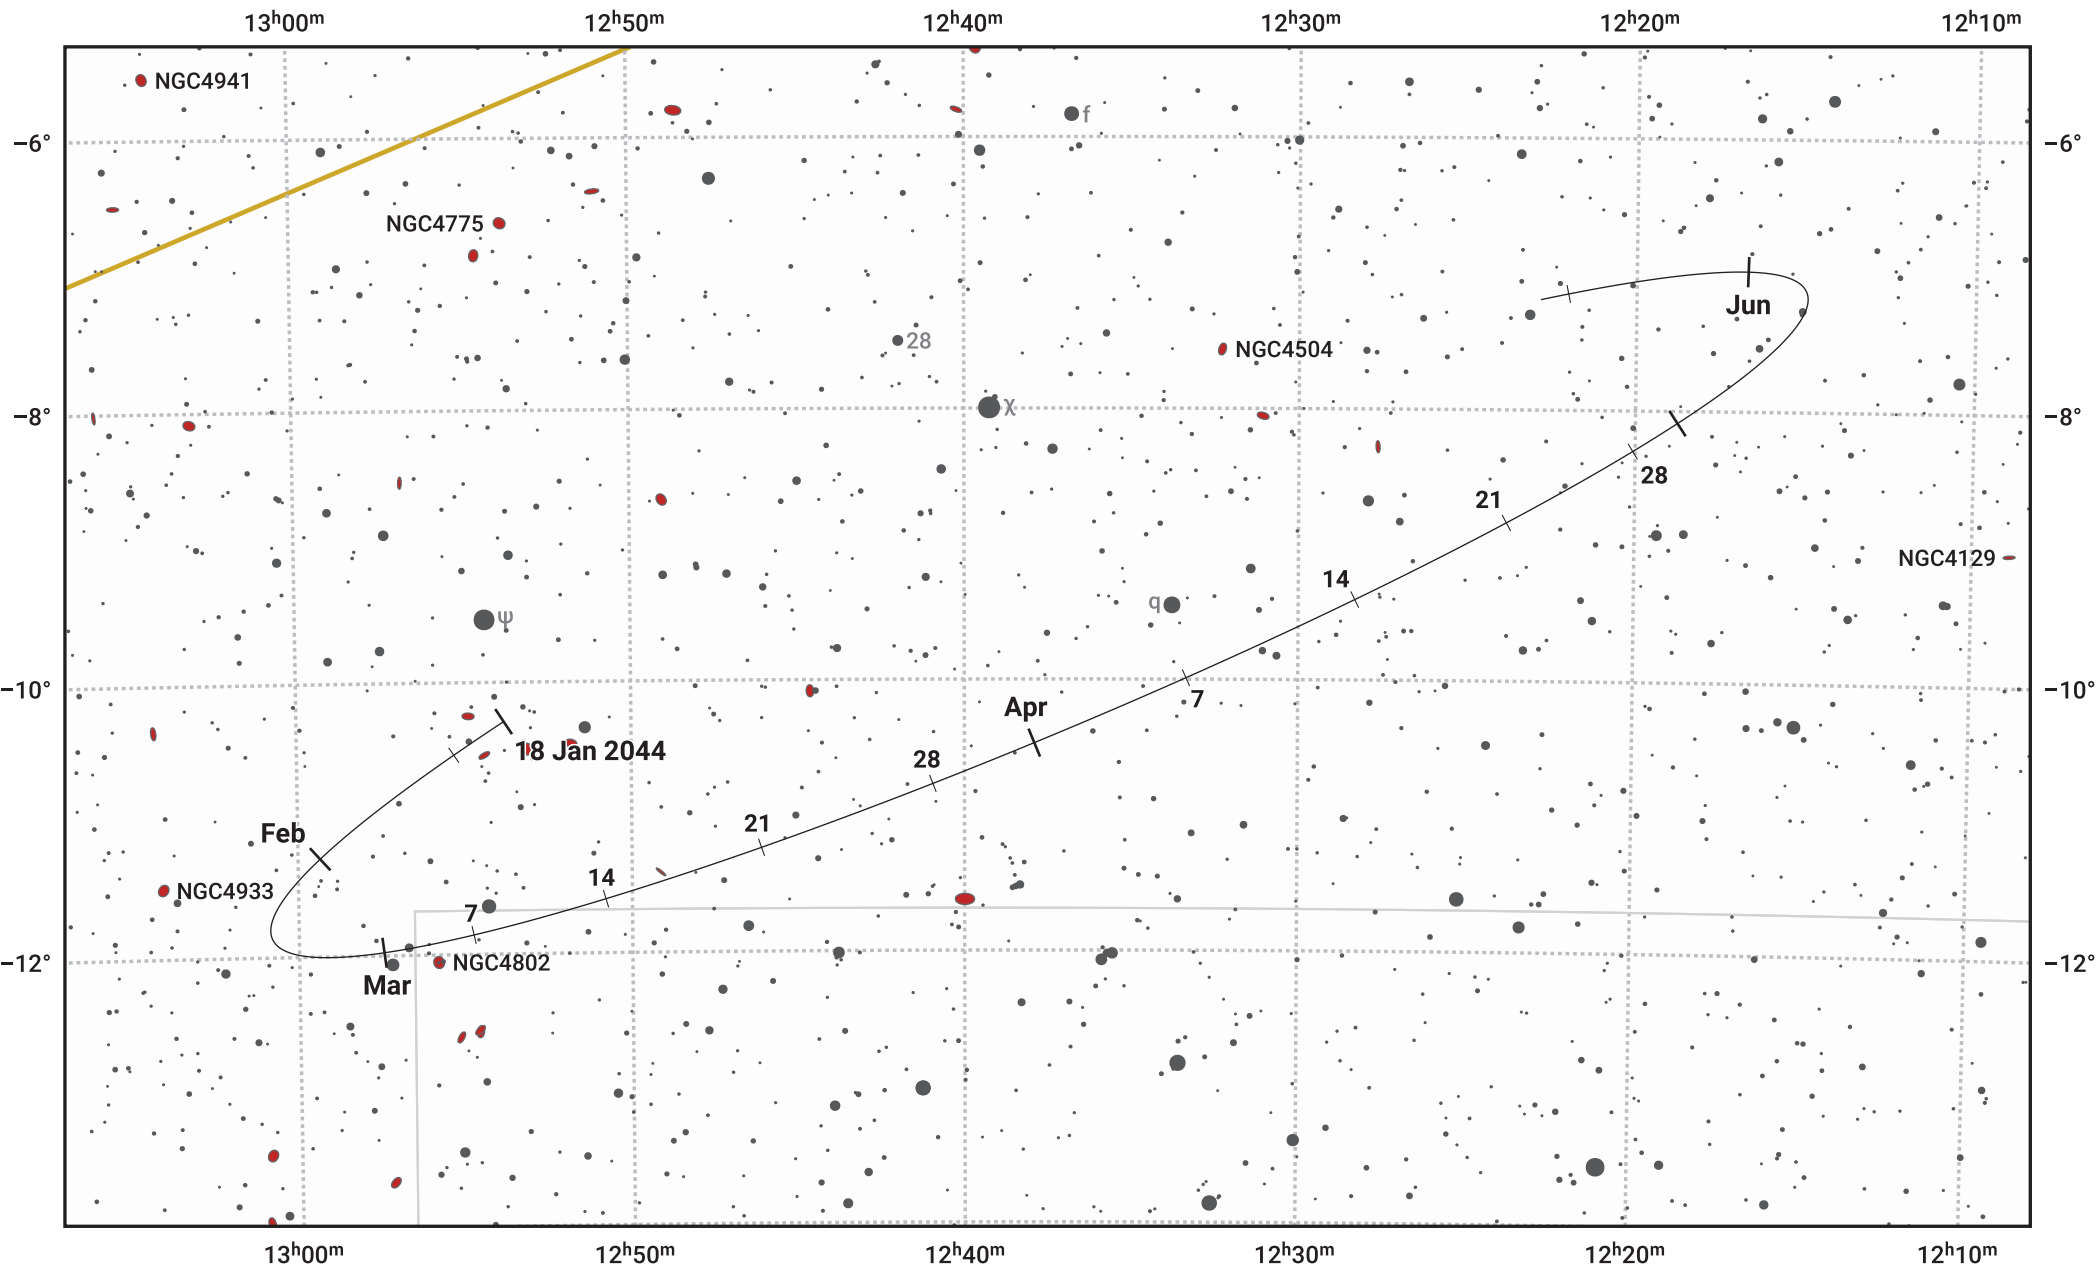 13h00m 12h50m 12h40m 12h30m 12h20m 12h10m
NGC4941
f
−6° −6°
NGC4775
Jun
28
NGC4504
χ
−8° −8°
28
21
NGC4129
14
q
ψ
−10° −10°
7
Apr
18 Jan 2044
28
21
Feb
14
NGC4933
7
NGC4802
−12° −12°
Mar
13h00m 12h50m 12h40m 12h30m 12h20m 12h10m